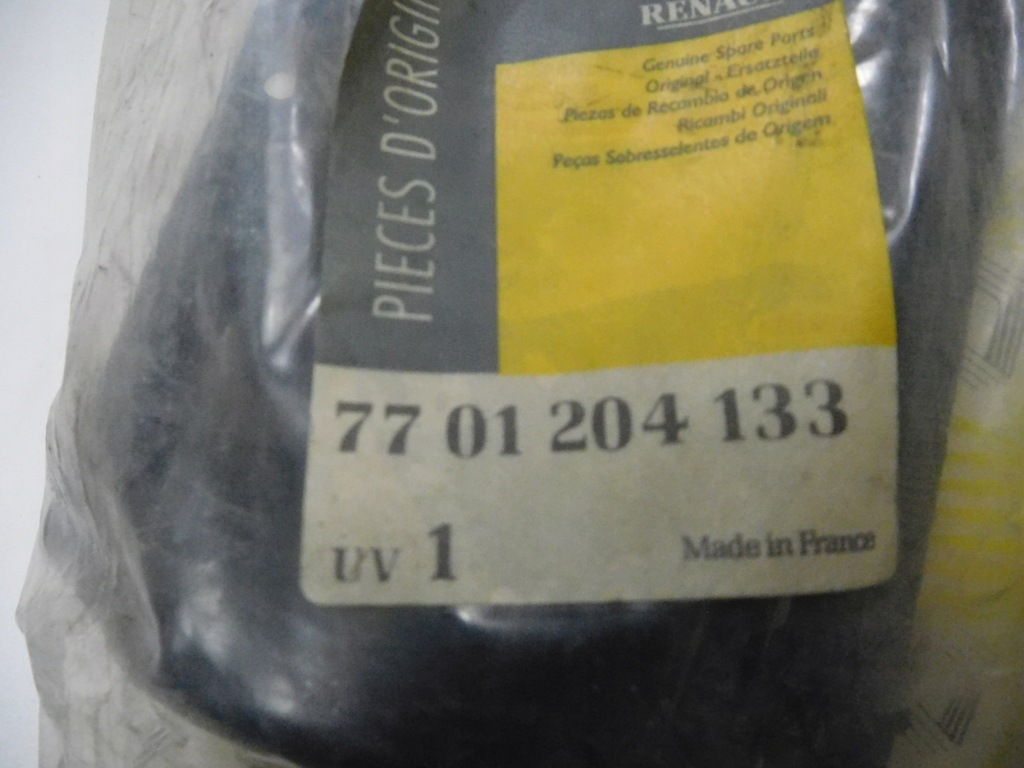 RENAU
PIECES D'ORIGI
Genuine Spare Parts
Original - Ersatzteile
Piezas de Recambio de Origen
Ricambi Originali
Peças Sobresselentes de Origem
77 01 204 133
UV 1
Made in France